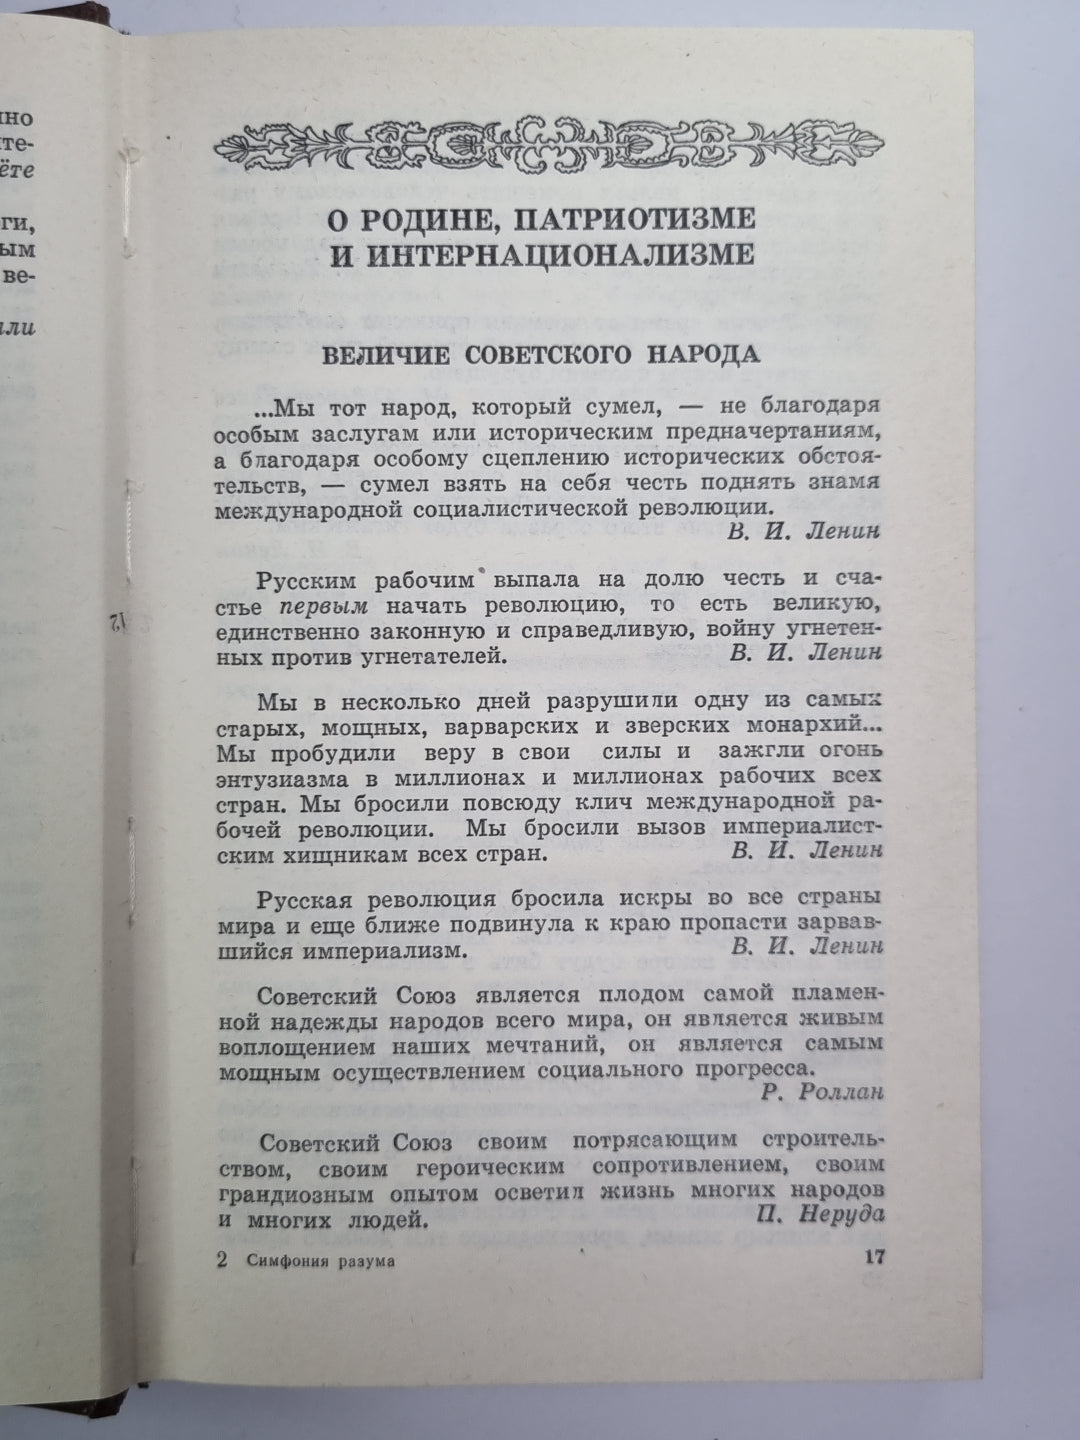 нно
те-
ёте
ги,
ым
ве-
или
О РОДИНЕ, ПАТРИОТИЗМЕ
И ИНТЕРНАЦИОНАЛИЗМЕ
ВЕЛИЧИЕ СОВЕТСКОГО НАРОДА
...Мы тот народ, который сумел, — не благодаря
особым заслугам или историческим предначертаниям,
а благодаря особому сцеплению исторических обстоя-
тельств, — сумел взять на себя честь поднять знамя
международной социалистической революции.
В. И. Ленин
Русским рабочим выпала на долю честь и сча-
стье первым начать революцию, то есть великую,
единственно законную и справедливую, войну угнетен-
ных против угнетателей. В. И. Ленин
Мы в несколько дней разрушили одну из самых
старых, мощных, варварских и зверских монархий...
Мы пробудили веру в свои силы и зажгли огонь
энтузиазма в миллионах и миллионах рабочих всех
стран. Мы бросили повсюду клич международной ра-
бочей революции. Мы бросили вызов империалист-
ским хищникам всех стран. В. И. Ленин
Русская революция бросила искры во все страны
мира и еще ближе подвинула к краю пропасти зарвав-
шийся империализм. В. И. Ленин
Советский Союз является плодом самой пламен-
ной надежды народов всего мира, он является живым
воплощением наших мечтаний, он является самым
мощным осуществлением социального прогресса.
Р. Роллан
Советский Союз своим потрясающим строитель-
ством, своим героическим сопротивлением, своим
грандиозным опытом осветил жизнь многих народов
и многих людей. П. Неруда
2 Симфония разума 17